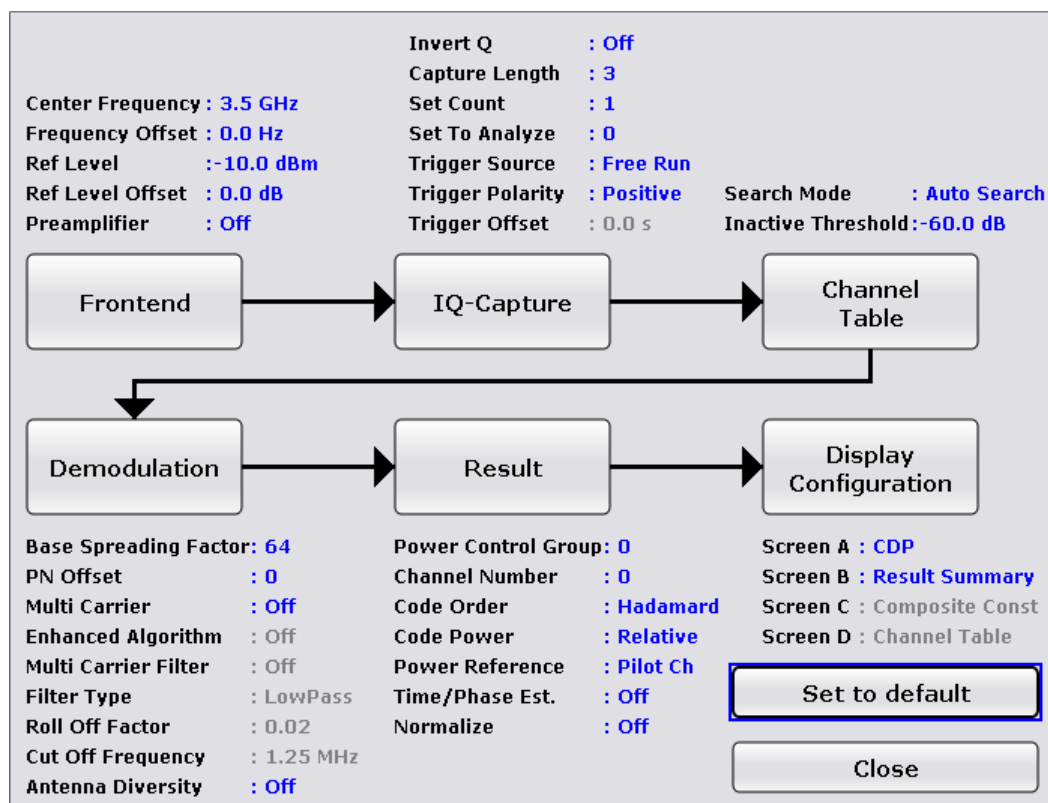 Invert Q : Off
Capture Length : 3
Center Frequency : 3.5 GHz
Set Count : 1
Frequency Offset : 0.0 Hz
Set To Analyze : 0
Ref Level :-10.0 dBm
Trigger Source : Free Run
Ref Level Offset : 0.0 dB
Trigger Polarity : Positive
Search Mode : Auto Search
Preamplifier : Off
Trigger Offset : 0.0 s
Inactive Threshold :-60.0 dB
Frontend
IQ-Capture
Channel
Table
Demodulation
Result
Display
Configuration
Base Spreading Factor: 64
Power Control Group: 0
Screen A : CDP
PN Offset : 0
Channel Number : 0
Screen B : Result Summary
Multi Carrier : Off
Code Order : Hadamard
Screen C : Composite Const
Enhanced Algorithm : Off
Code Power : Relative
Screen D : Channel Table
Multi Carrier Filter : Off
Power Reference : Pilot Ch
Filter Type : LowPass
Time/Phase Est. : Off
Set to default
Roll Off Factor : 0.02
Normalize : Off
Cut Off Frequency : 1.25 MHz
Close
Antenna Diversity : Off